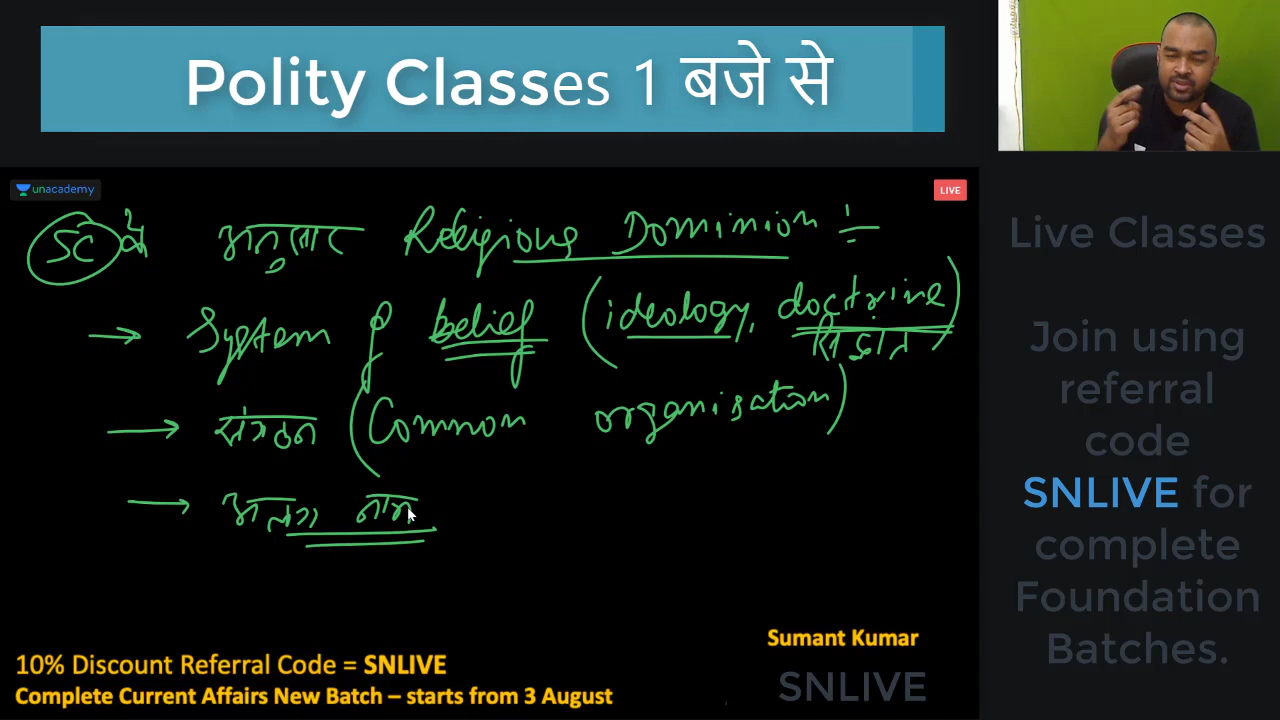 Polity Classes 1 बजे से
unacademy
LIVE
SC के अनुसार Religious Dominion ÷
→ System of belief (ideology, doctrine)
सिद्धांत
→ संगठन (Common organisation)
→ अलग नाम
Live Classes
Join using
referral
code
SNLIVE for
complete
Foundation
Batches.
Sumant Kumar
10% Discount Referral Code = SNLIVE
SNLIVE
Complete Current Affairs New Batch – starts from 3 August